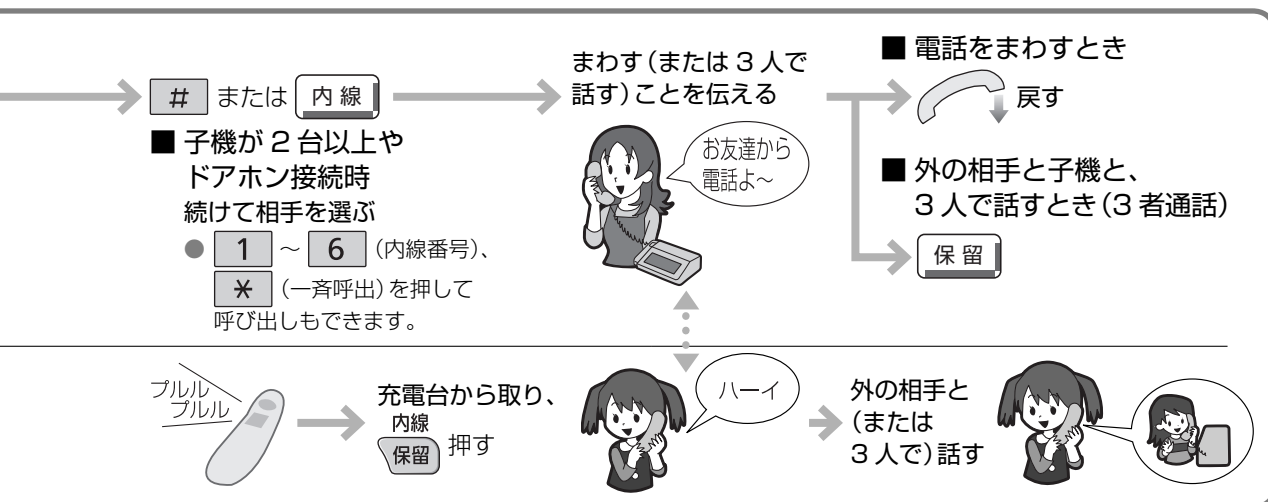 # または 内線
■ 子機が 2 台以上や
ドアホン接続時
続けて相手を選ぶ
● 1 ～ 6 (内線番号)、
＊ (一斉呼出)を押して
呼び出しもできます。
まわす(または 3 人で
話す)ことを伝える
お友達から
電話よ～
■ 電話をまわすとき
戻す
■ 外の相手と子機と、
3 人で話すとき(3 者通話)
保留
プルル
プルル
充電台から取り、
内線
保留 押す
ハーイ
外の相手と
(または
3 人で)話す